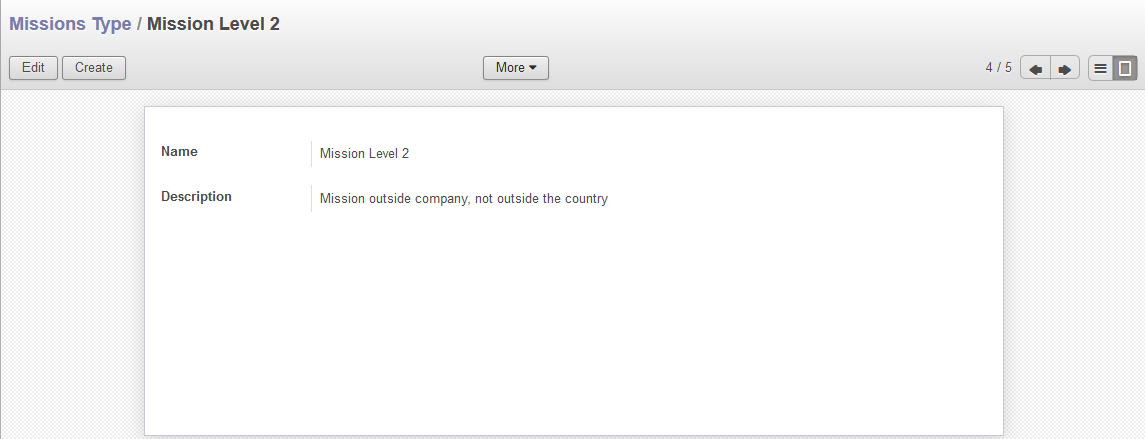 Missions Type / Mission Level 2
Edit Create More 4 / 5
Name Mission Level 2
Description Mission outside company, not outside the country